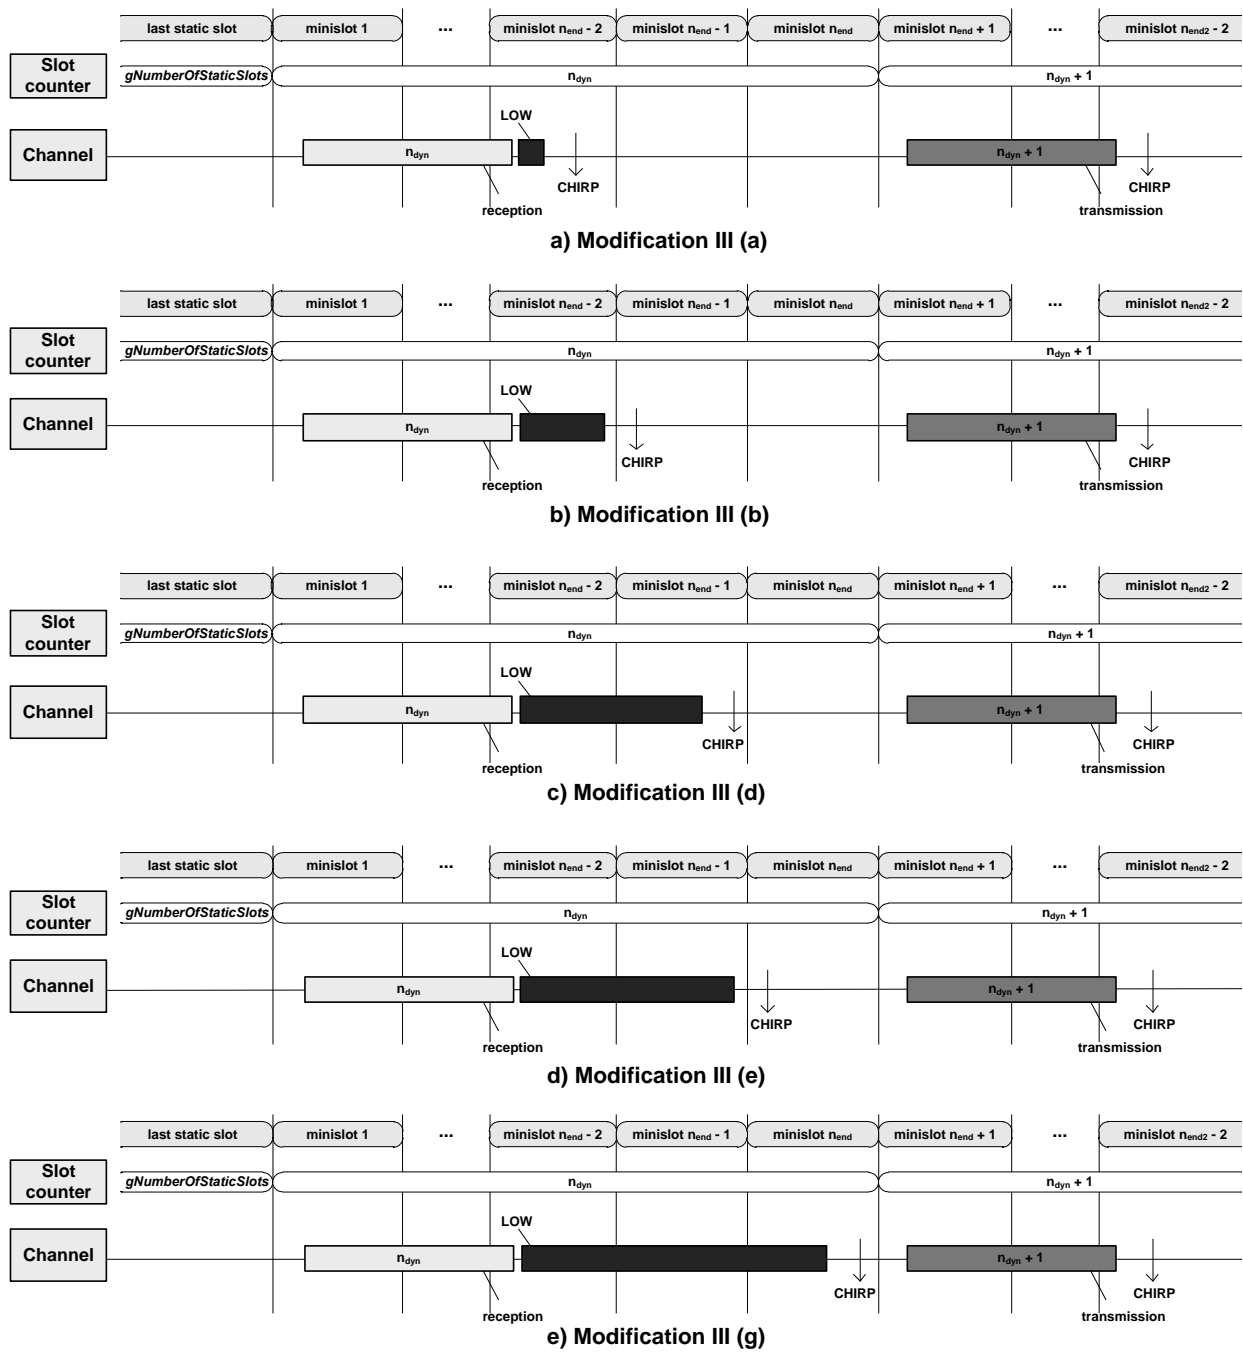 last static slot minislot 1 ... minislot nend - 2 minislot nend - 1 minislot nend minislot nend + 1 ... minislot nend2 - 2
Slot
counter
gNumberOfStaticSlots ndyn ndyn + 1
LOW
Channel ndyn ndyn + 1
CHIRP CHIRP
reception transmission
a) Modification III (a)
last static slot minislot 1 ... minislot nend - 2 minislot nend - 1 minislot nend minislot nend + 1 ... minislot nend2 - 2
Slot
counter
gNumberOfStaticSlots ndyn ndyn + 1
LOW
Channel ndyn ndyn + 1
CHIRP CHIRP
reception transmission
b) Modification III (b)
last static slot minislot 1 ... minislot nend - 2 minislot nend - 1 minislot nend minislot nend + 1 ... minislot nend2 - 2
Slot
counter
gNumberOfStaticSlots ndyn ndyn + 1
LOW
Channel ndyn ndyn + 1
CHIRP CHIRP
reception transmission
c) Modification III (d)
last static slot minislot 1 ... minislot nend - 2 minislot nend - 1 minislot nend minislot nend + 1 ... minislot nend2 - 2
Slot
counter
gNumberOfStaticSlots ndyn ndyn + 1
LOW
Channel ndyn ndyn + 1
CHIRP CHIRP
reception transmission
d) Modification III (e)
last static slot minislot 1 ... minislot nend - 2 minislot nend - 1 minislot nend minislot nend + 1 ... minislot nend2 - 2
Slot
counter
gNumberOfStaticSlots ndyn ndyn + 1
LOW
Channel ndyn ndyn + 1
CHIRP CHIRP
reception transmission
e) Modification III (g)